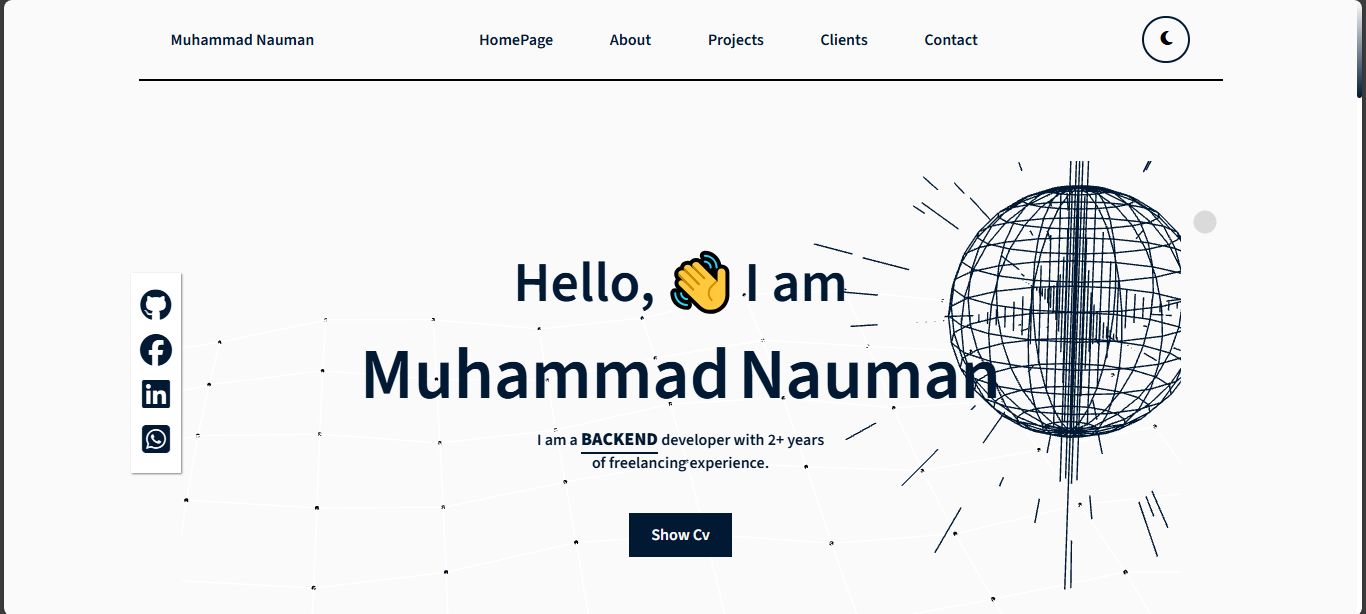 Muhammad Nauman
HomePage
About
Projects
Clients
Contact
Hello, 👋 I am
Muhammad Nauman
I am a BACKEND developer with 2+ years
of freelancing experience.
Show Cv